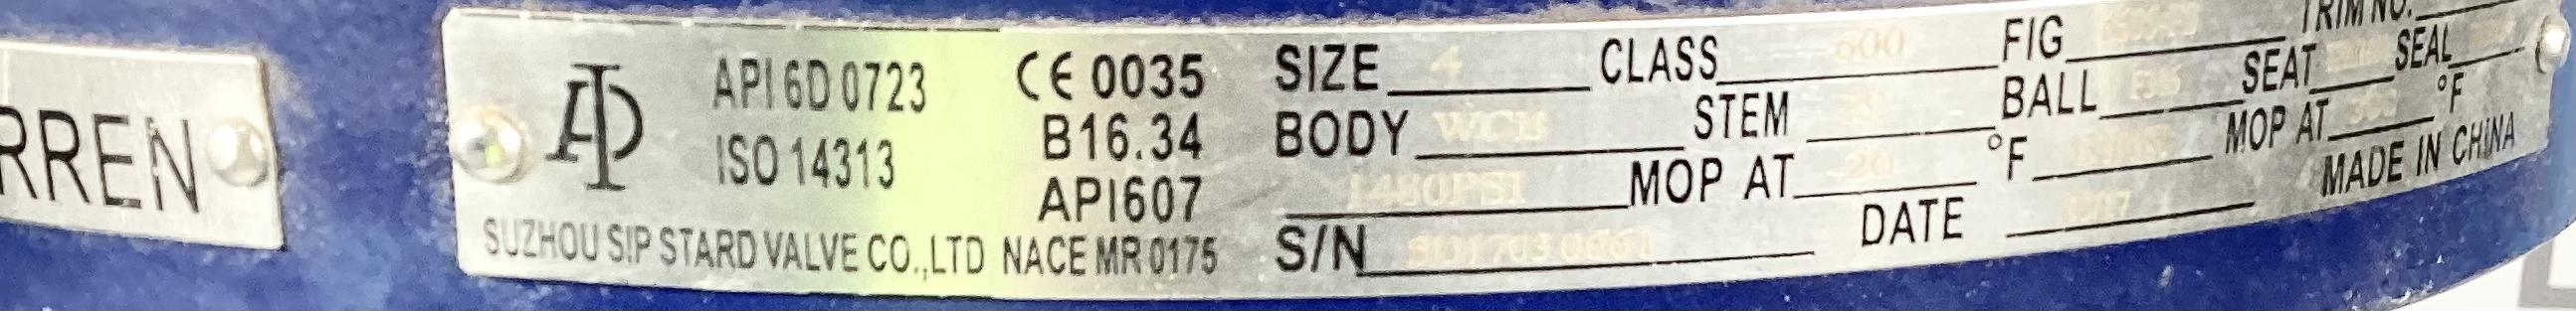 RREN
API 6D 0723
ISO 14313
CE 0035
B16.34
API607
SUZHOU SIP STARD VALVE CO.,LTD NACE MR 0175
SIZE 4 CLASS 600 FIG TRIM NO.
BODY WCB STEM BALL SEAT SEAL
1480PSI MOP AT -20 °F MOP AT °F
S/N DATE MADE IN CHINA